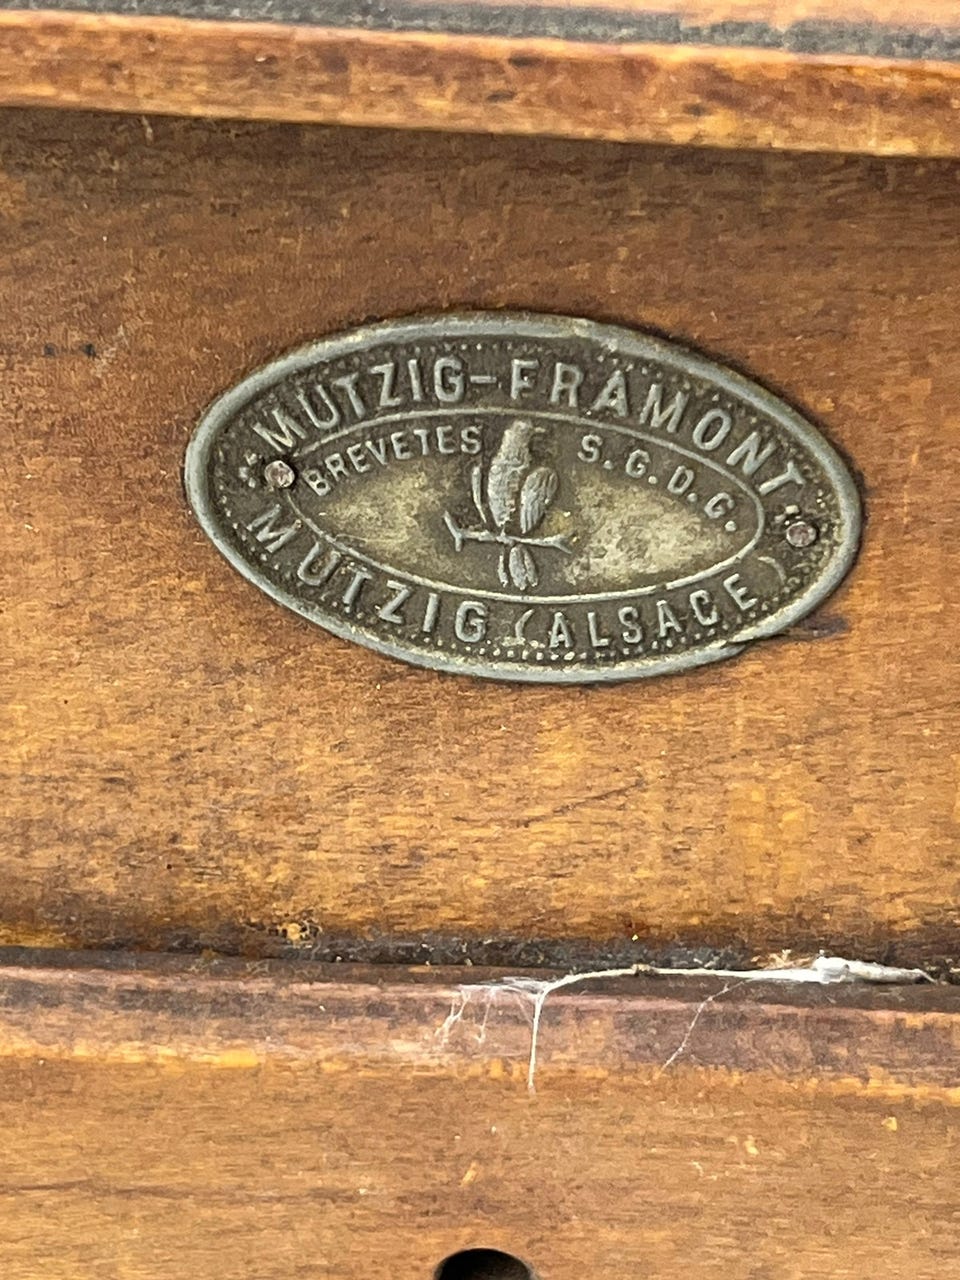 MUTZIG-FRAMONT
BREVETES S.G.D.G.
MUTZIG (ALSACE)